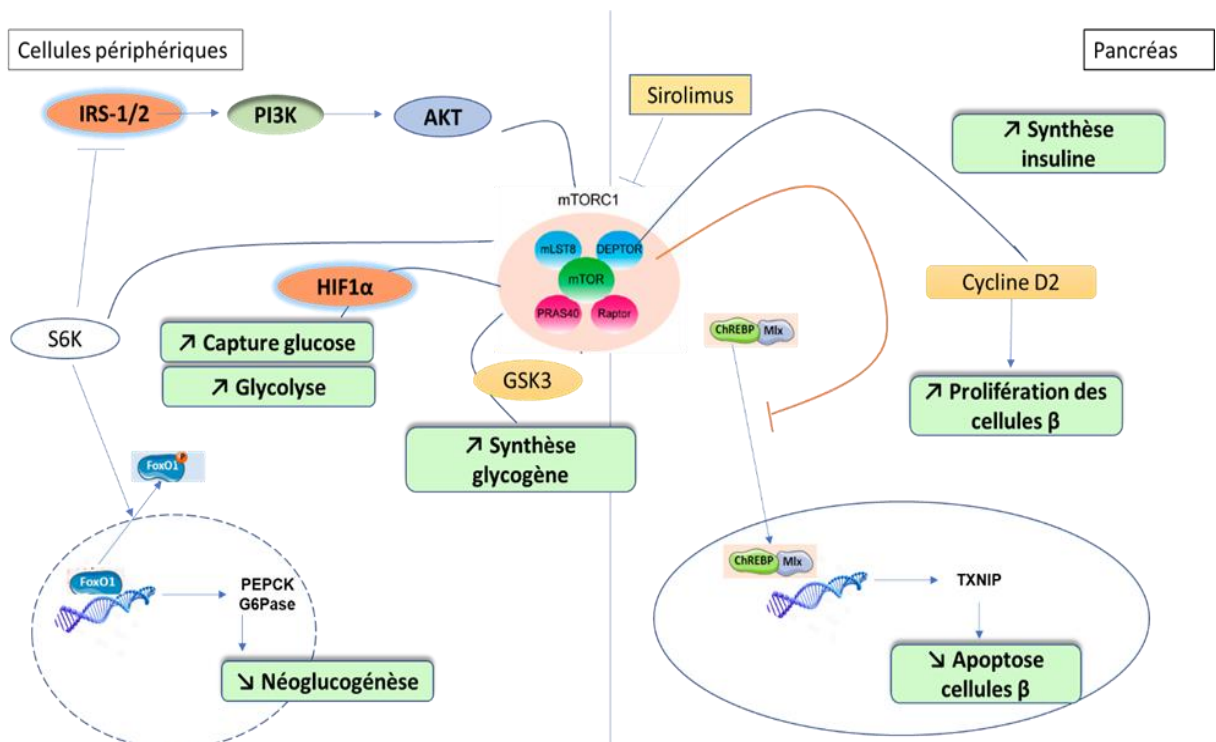 Cellules périphériques
Pancréas
IRS-1/2
PI3K
AKT
Sirolimus
↗ Synthèse
insuline
mTORC1
mLST8
DEPTOR
mTOR
PRAS40
Raptor
HIF1α
Cycline D2
S6K
↗ Capture glucose
↗ Glycolyse
GSK3
ChREBP
Mlx
↗ Synthèse
glycogène
↗ Prolifération des
cellules β
FoxO1
P
FoxO1
PEPCK
G6Pase
↘ Néoglucogénèse
ChREBP
Mlx
TXNIP
↘ Apoptose
cellules β